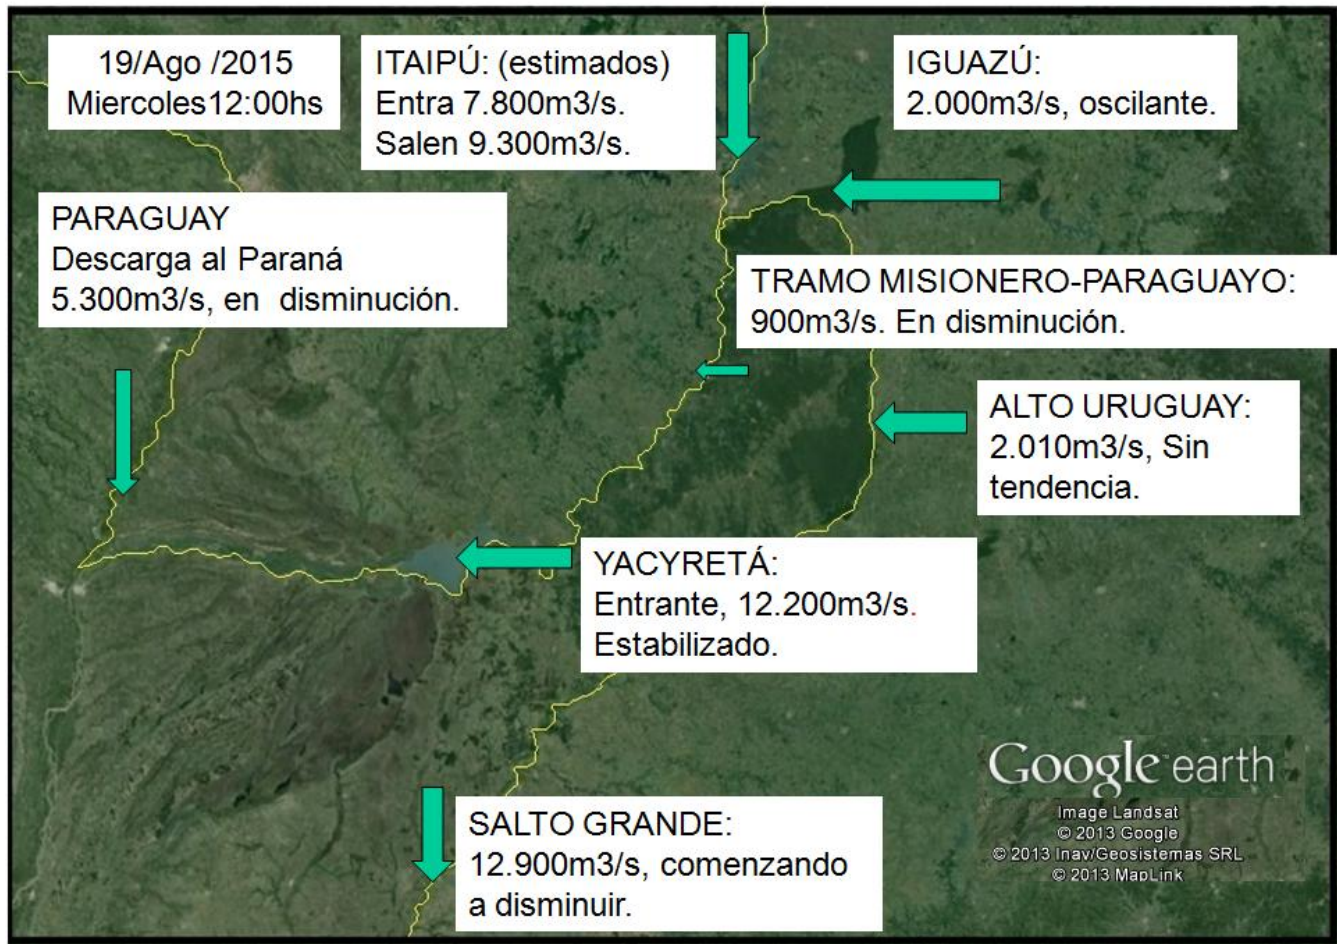 19/Ago /2015
Miercoles12:00hs
ITAIPÚ: (estimados)
Entra 7.800m3/s.
Salen 9.300m3/s.
IGUAZÚ:
2.000m3/s, oscilante.
PARAGUAY
Descarga al Paraná
5.300m3/s, en  disminución.
TRAMO MISIONERO-PARAGUAYO:
900m3/s. En disminución.
ALTO URUGUAY:
2.010m3/s, Sin
tendencia.
YACYRETÁ:
Entrante, 12.200m3/s.
Estabilizado.
SALTO GRANDE:
12.900m3/s, comenzando
a disminuir.
Google earth
Image Landsat
© 2013 Google
© 2013 Inav/Geosistemas SRL
© 2013 MapLink